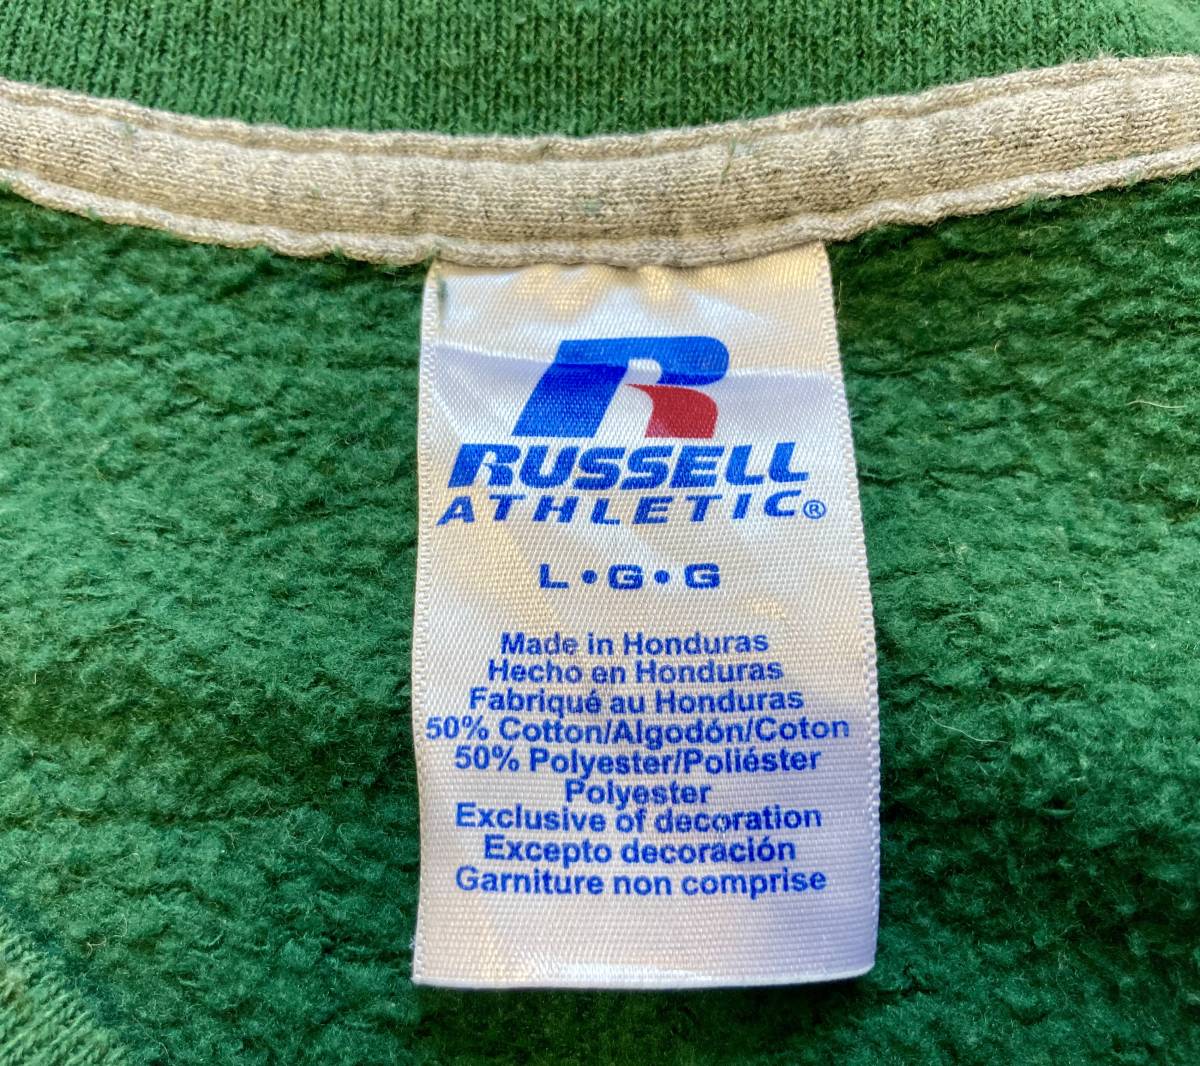 R
RUSSELL
ATHLETIC®
L•G•G
Made in Honduras
Hecho en Honduras
Fabriqué au Honduras
50% Cotton/Algodón/Coton
50% Polyester/Poliéster
Polyester
Exclusive of decoration
Excepto decoración
Garniture non comprise